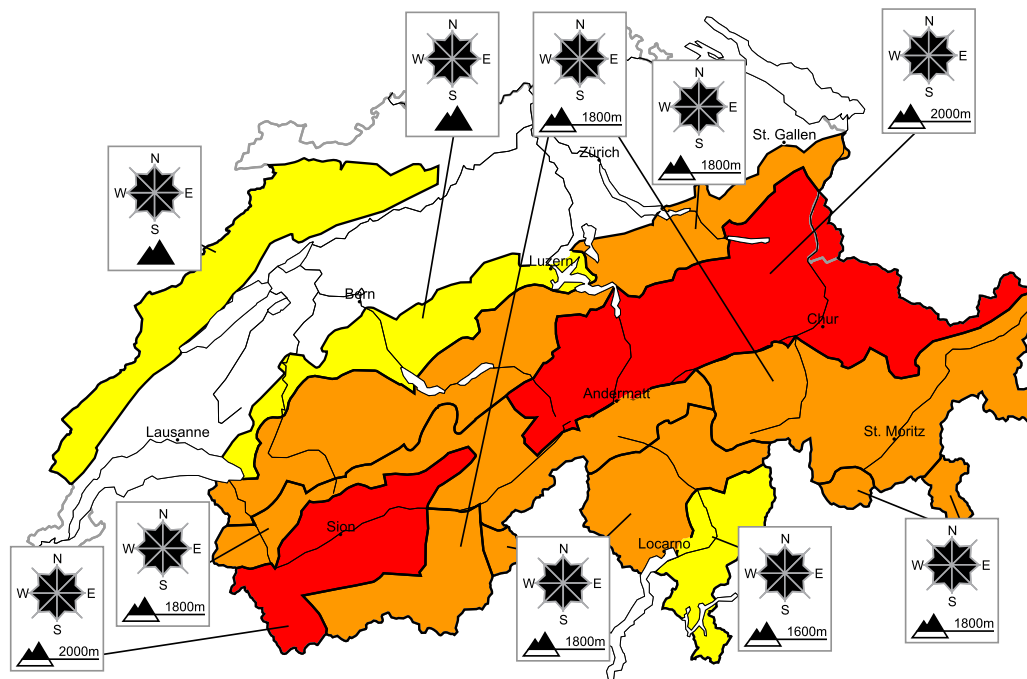 N
W E
S
N
W E
S
1800m
N
W E
S
1800m
N
W E
S
2000m
St. Gallen
Zürich
N
W E
S
Luzern
Bern
Chur
Andermatt
Lausanne
St. Moritz
Sion
Locarno
N
W E
S
2000m
N
W E
S
1800m
N
W E
S
1800m
N
W E
S
1600m
N
W E
S
1800m